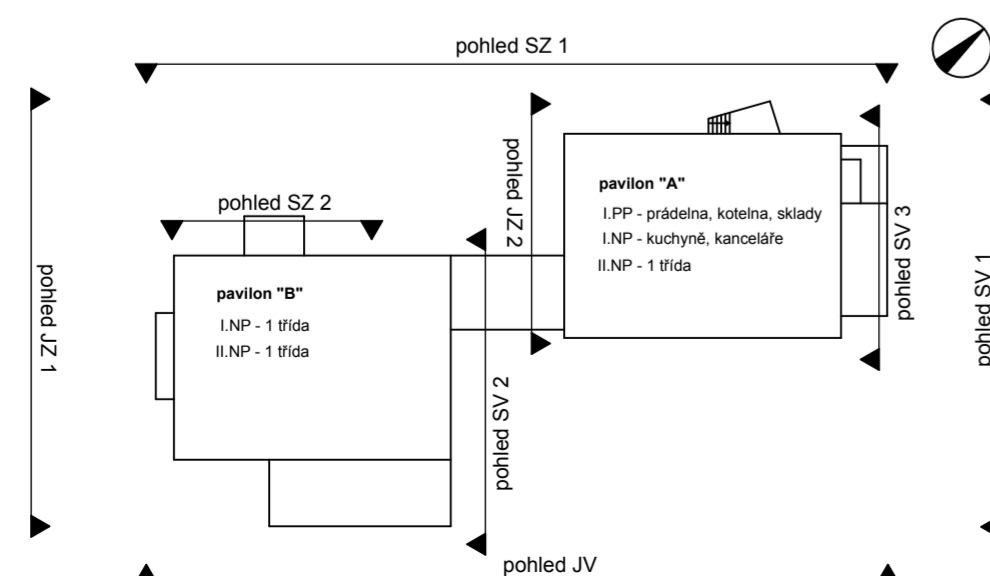 pohled SZ 1
pohled JZ 2
pavilon "A"
I.PP - prádelna, kotelna, sklady
I.NP - kuchyně, kanceláře
II.NP - 1 třída
pohled SV 3
pohled SZ 2
pohled JZ 1
pavilon "B"
I.NP - 1 třída
II.NP - 1 třída
pohled SV 2
pohled SV 1
pohled JV